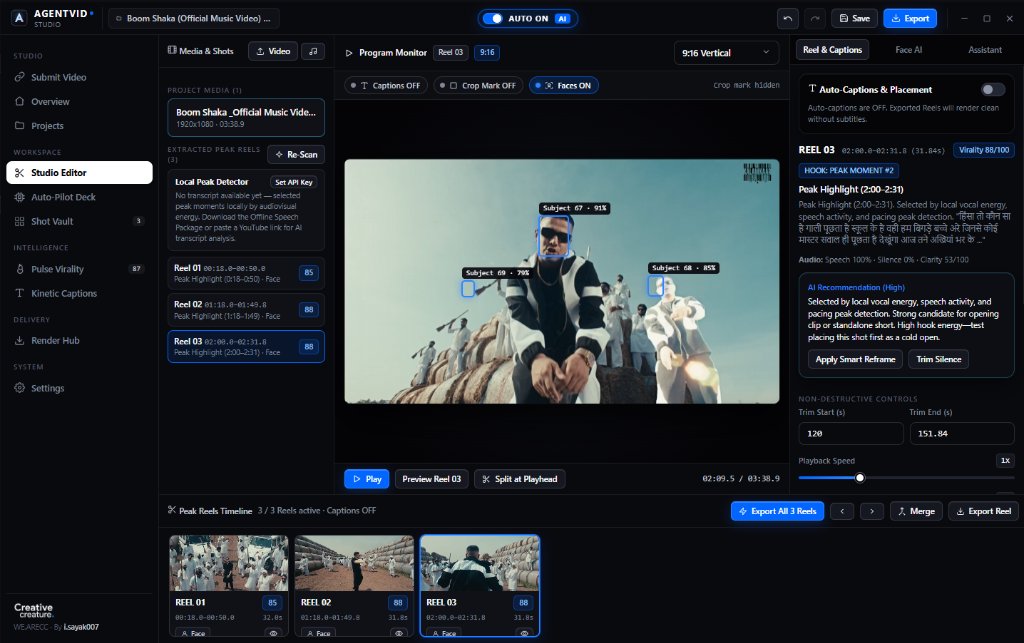 AGENTVID
STUDIO
Boom Shaka (Official Music Video) ...
AUTO ON AI
Save
Export
STUDIO
Submit Video
Overview
Projects
WORKSPACE
Studio Editor
Auto-Pilot Deck
Shot Vault 3
INTELLIGENCE
Pulse Virality 87
Kinetic Captions
DELIVERY
Render Hub
SYSTEM
Settings
Creative
creature.
WE.ARECC · By i.sayak007
Media & Shots
Video
PROJECT MEDIA (1)
Boom Shaka _Official Music Vide...
1920x1080 · 03:38.9
EXTRACTED PEAK REELS
(3)
Re-Scan
Local Peak Detector
Set API Key
No transcript available yet — selected
peak moments locally by audiovisual
energy. Download the Offline Speech
Package or paste a YouTube link for AI
transcript analysis.
Reel 01 00:18.0–00:50.0
Peak Highlight (0:18–0:50) · Face
85
Reel 02 01:18.0–01:49.8
Peak Highlight (1:18–1:49) · Face
88
Reel 03 02:00.0–02:31.8
Peak Highlight (2:00–2:31) · Face
88
Program Monitor
Reel 03
9:16
9:16 Vertical
T Captions OFF
Crop Mark OFF
Faces ON
crop mark hidden
Subject 67 · 91%
Subject 69 · 79%
Subject 68 · 85%
Play
Preview Reel 03
Split at Playhead
02:09.5 / 03:38.9
Reel & Captions
Face AI
Assistant
T Auto-Captions & Placement
Auto-captions are OFF. Exported Reels will render clean
without subtitles.
REEL 03 02:00.0–02:31.8 (31.84s)
Virality 88/100
HOOK: PEAK MOMENT #2
Peak Highlight (2:00–2:31)
Peak Highlight (2:00–2:31). Selected by local vocal energy,
speech activity, and pacing peak detection. "हिंसा तो कौन सा
हे गाली पूछता है स्कूल के हे वही हम बिगड़े बच्चे अरे जिनसे कोई
मास्टर सवाल ही पूछता है देखूंगा आज तने अखियां भर के ..."
Audio: Speech 100% · Silence 0% · Clarity 53/100
AI Recommendation (High)
Selected by local vocal energy, speech activity, and
pacing peak detection. Strong candidate for opening
clip or standalone short. High hook energy—test
placing this shot first as a cold open.
Apply Smart Reframe
Trim Silence
NON-DESTRUCTIVE CONTROLS
Trim Start (s)
Trim End (s)
120
151.84
Playback Speed
1X
Peak Reels Timeline 3 / 3 Reels active · Captions OFF
Export All 3 Reels
Merge
Export Reel
REEL 01 85
00:18.0–00:50.0 32.0s
Face
REEL 02 88
01:18.0–01:49.8 31.8s
Face
REEL 03 88
02:00.0–02:31.8 31.8s
Face